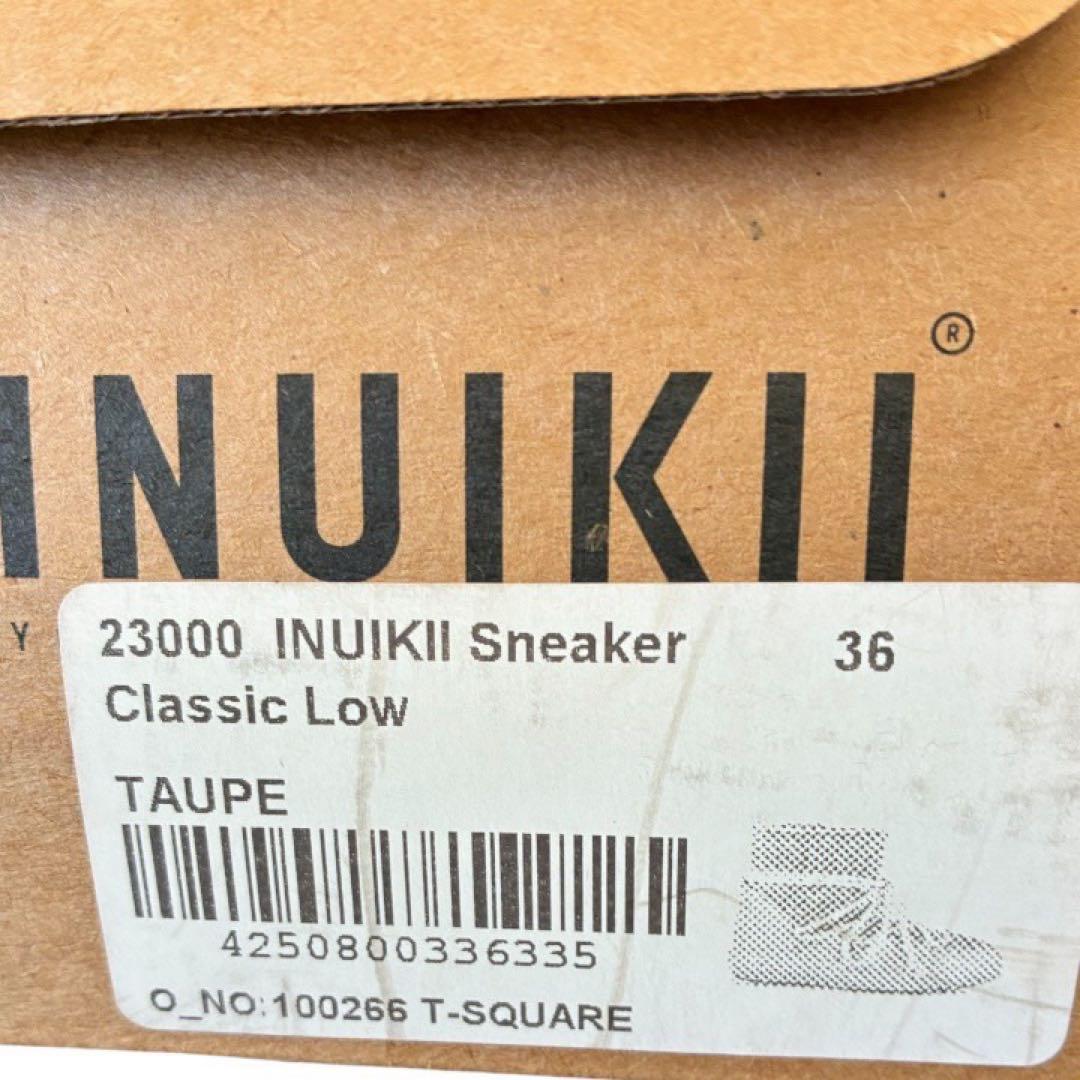 INUIKII®
Y
23000 INUIKII Sneaker 36
Classic Low
TAUPE
4250800336335
O_NO:100266 T-SQUARE